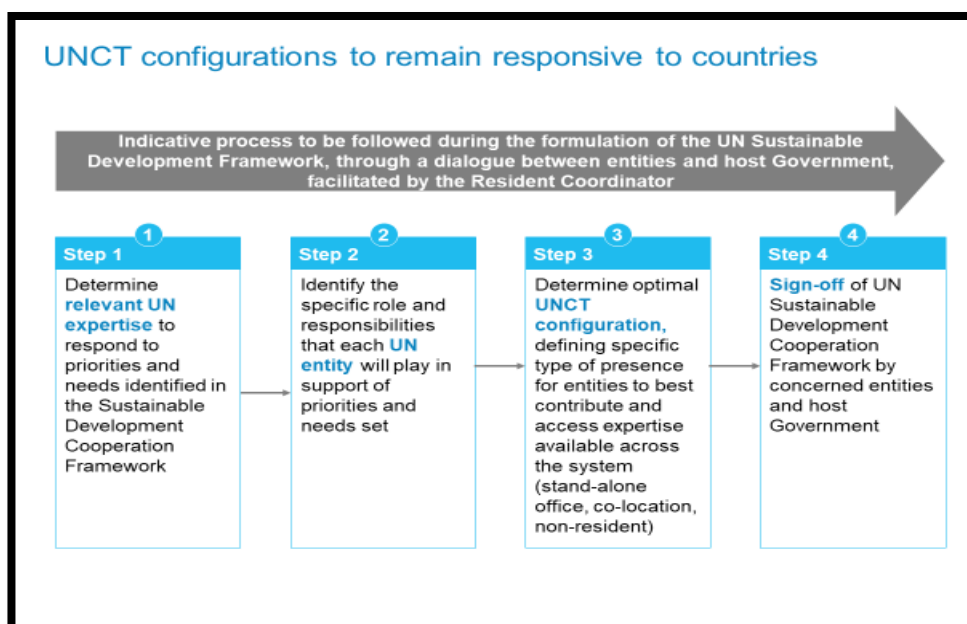 UNCT configurations to remain responsive to countries
Indicative process to be followed during the formulation of the UN Sustainable
Development Framework, through a dialogue between entities and host Government,
facilitated by the Resident Coordinator
1
Step 1
Determine
relevant UN
expertise to
respond to
priorities and
needs identified in
the Sustainable
Development
Cooperation
Framework
2
Step 2
Identify the
specific role and
responsibilities
that each UN
entity will play in
support of
priorities and
needs set
3
Step 3
Determine optimal
UNCT
configuration,
defining specific
type of presence
for entities to best
contribute and
access expertise
available across
the system
(stand-alone
office, co-location,
non-resident)
4
Step 4
Sign-off of UN
Sustainable
Development
Cooperation
Framework by
concerned entities
and host
Government